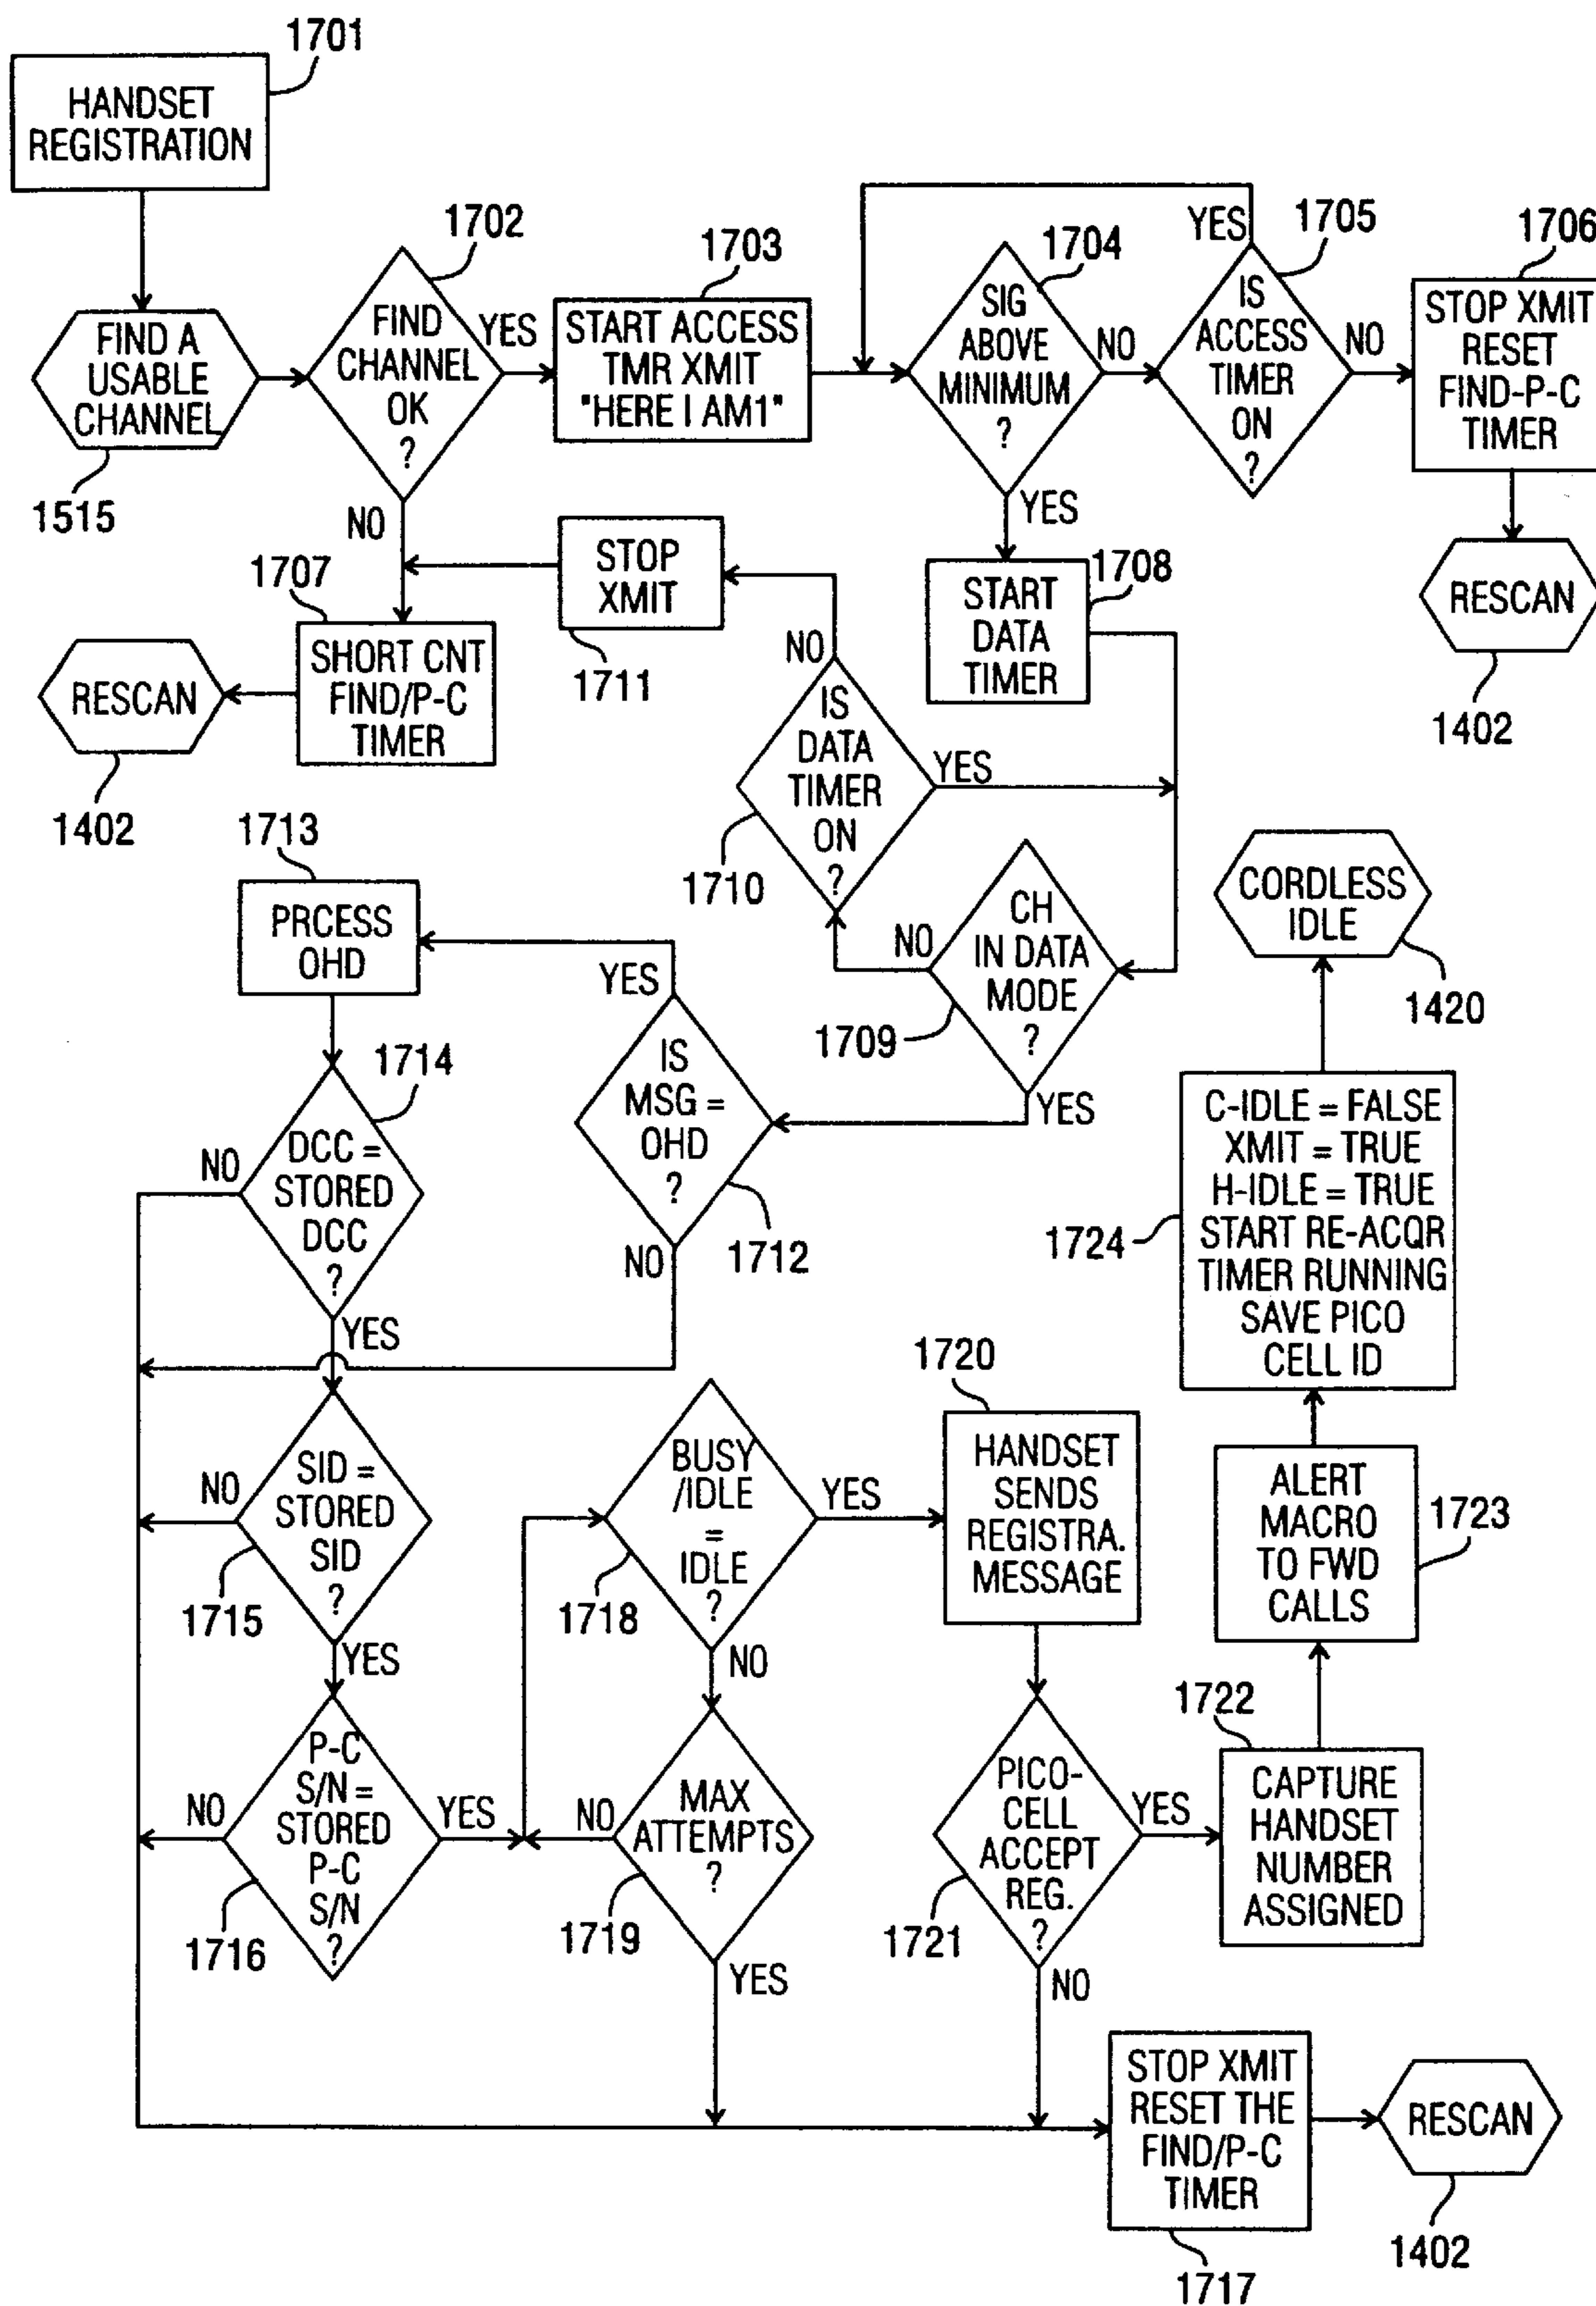 1701
HANDSET
REGISTRATION
1702
1703
1704
1705
1706
FIND A
USABLE
CHANNEL
1515
FIND
CHANNEL
OK
?
YES
NO
START ACCESS
TMR XMIT
"HERE I AM1"
SIG
ABOVE
MINIMUM
?
NO
YES
YES
IS
ACCESS
TIMER
ON
?
NO
STOP XMIT
RESET
FIND-P-C
TIMER
RESCAN
1402
1707
SHORT CNT
FIND/P-C
TIMER
RESCAN
1402
STOP
XMIT
1711
START
DATA
TIMER
1708
NO
IS
DATA
TIMER
ON
?
YES
1710
CH
IN DATA
MODE
?
NO
YES
1709
1713
PRCESS
OHD
YES
IS
MSG =
OHD
?
NO
1712
1714
DCC =
STORED
DCC
?
NO
YES
SID =
STORED
SID
?
NO
YES
1715
P-C
S/N =
STORED
P-C
S/N
?
NO
YES
1716
BUSY
/IDLE
=
IDLE
?
YES
NO
1718
MAX
ATTEMPTS
?
NO
YES
1719
1720
HANDSET
SENDS
REGISTRA.
MESSAGE
PICO-
CELL
ACCEPT
REG.
?
YES
NO
1721
1722
CAPTURE
HANDSET
NUMBER
ASSIGNED
ALERT
MACRO
TO FWD
CALLS
1723
C-IDLE = FALSE
XMIT = TRUE
H-IDLE = TRUE
START RE-ACQR
TIMER RUNNING
SAVE PICO
CELL ID
1724
CORDLESS
IDLE
1420
STOP XMIT
RESET THE
FIND/P-C
TIMER
1717
RESCAN
1402